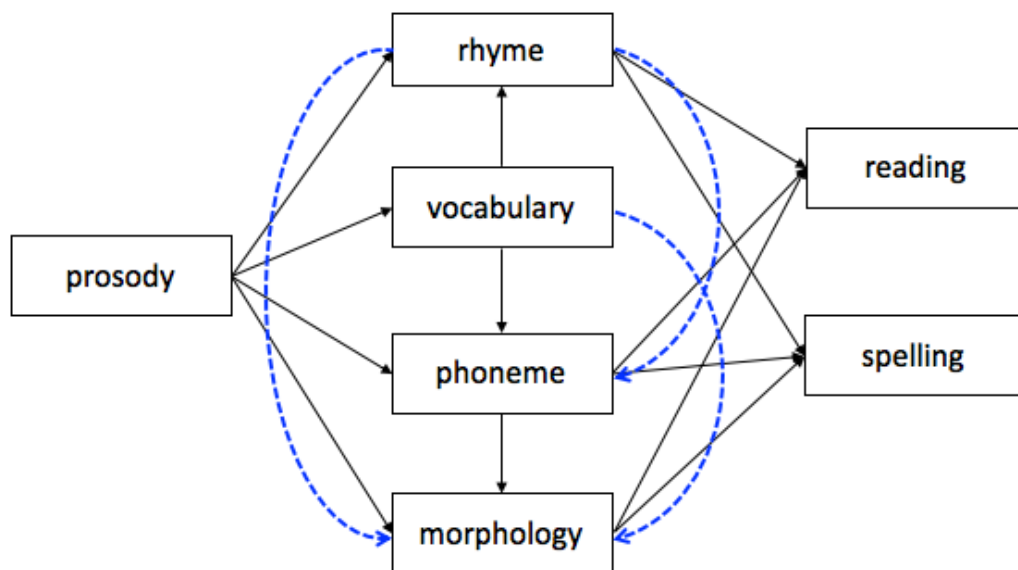 rhyme
vocabulary
prosody
phoneme
morphology
reading
spelling